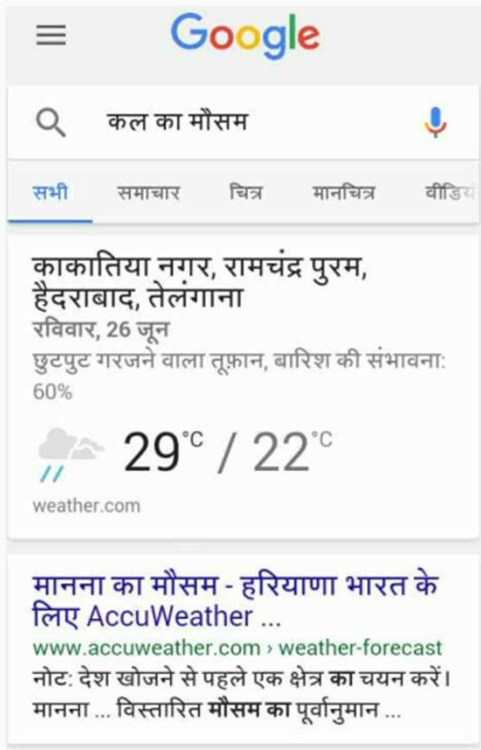 Google
कल का मौसम
सभी समाचार चित्र मानचित्र
काकातिया नगर, रामचंद्र पुरम,
हैदराबाद, तेलंगाना
रविवार, 26 जून
छुटपुट गरजने वाला तूफ़ान, बारिश की संभावना:
60%
29°C / 22°C
weather.com
मानना का मौसम - हरियाणा भारत के
लिए AccuWeather ...
www.accuweather.com › weather-forecast
नोट: देश खोजने से पहले एक क्षेत्र का चयन करें।
मानना ... विस्तारित मौसम का पूर्वानुमान ...